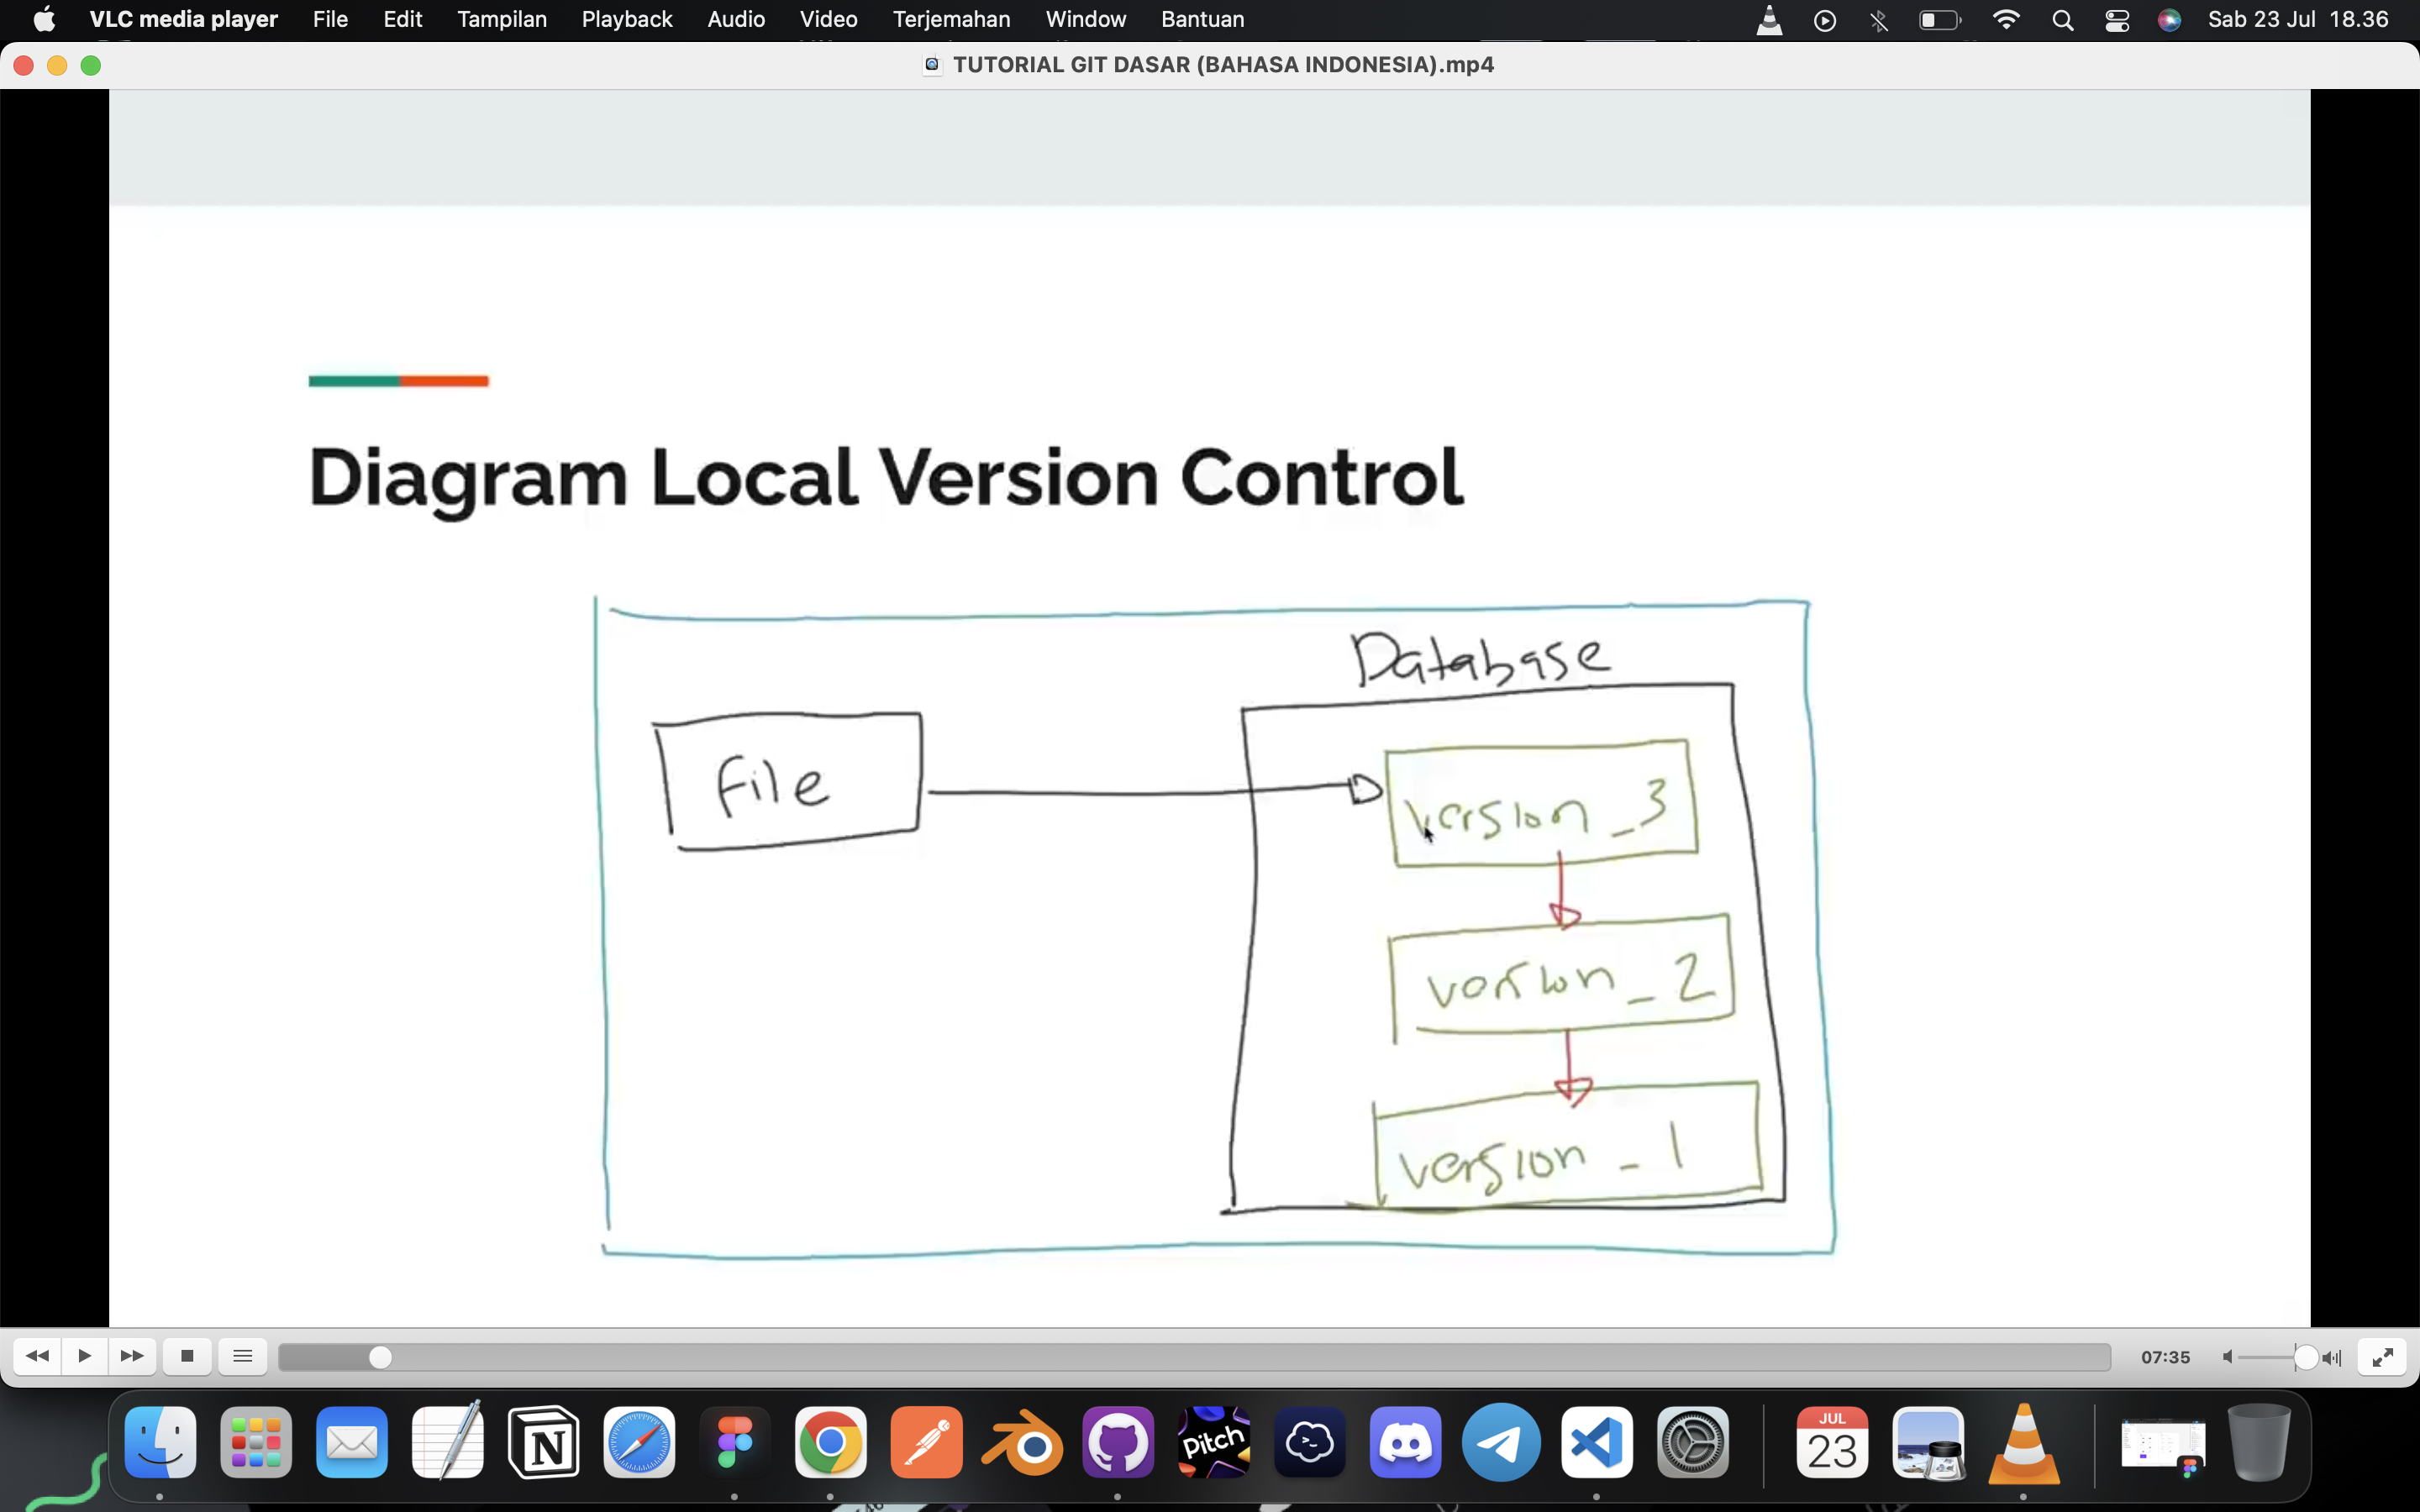 VLC media player File Edit Tampilan Playback Audio Video Terjemahan Window Bantuan Sab 23 Jul 18.36
TUTORIAL GIT DASAR (BAHASA INDONESIA).mp4
Diagram Local Version Control
Database
File
version_3
version_2
version_1
07:35
Pitch
JUL
23